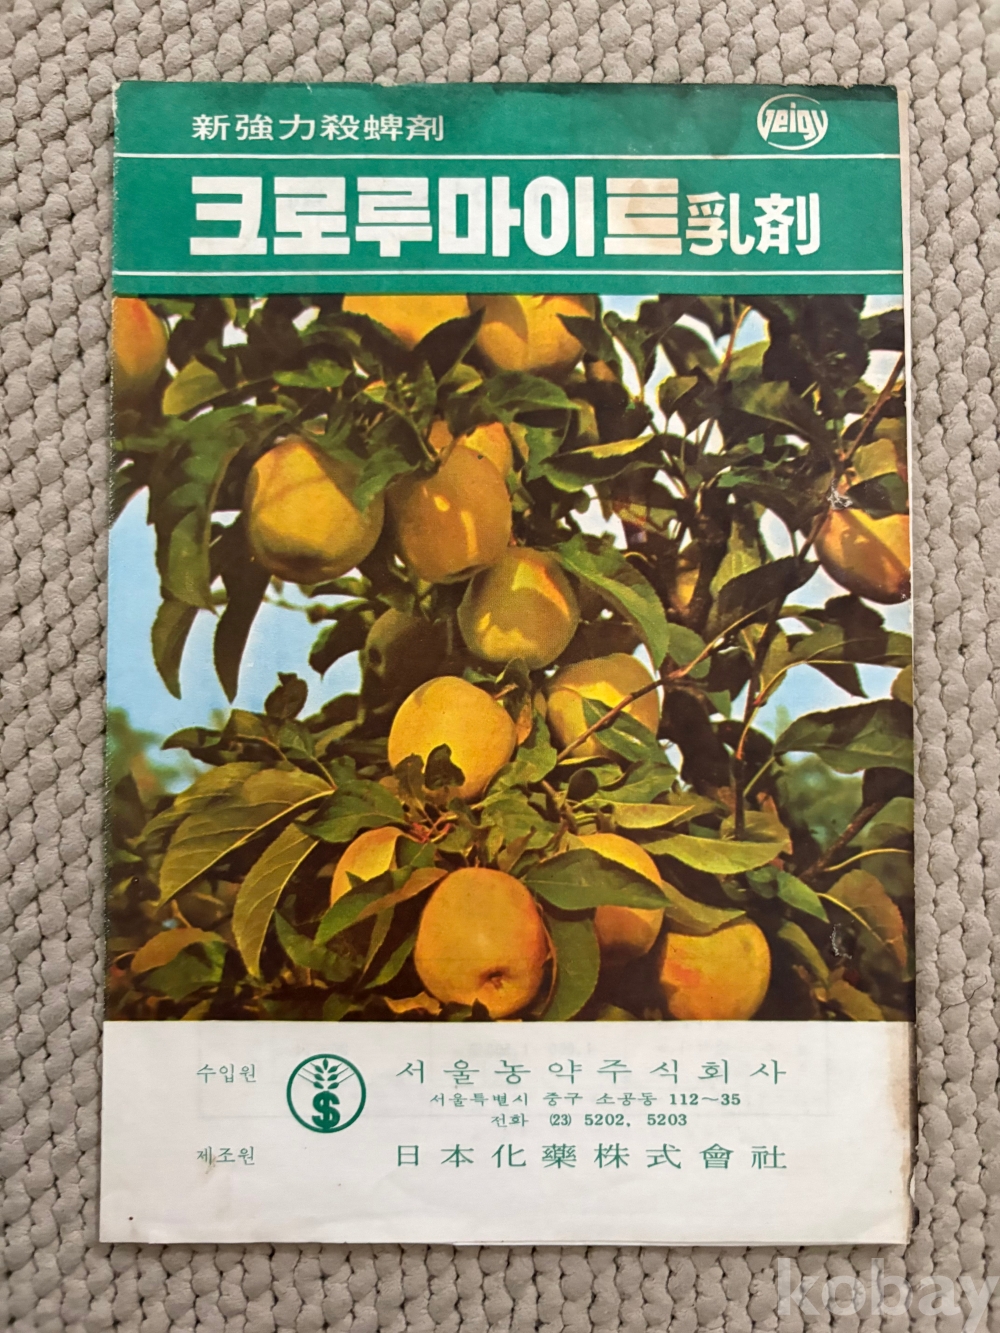 新強力殺蜱剤
Geigy
크로루마이트乳剤
수입원 서울농약주식회사
서울특별시 중구 소공동 112~35
전화 (23) 5202, 5203
제조원 日本化藥株式會社
kobay